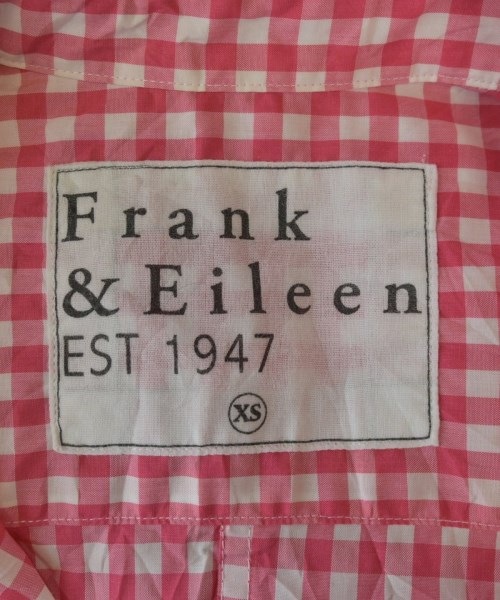 Frank
& Eileen
EST 1947
XS